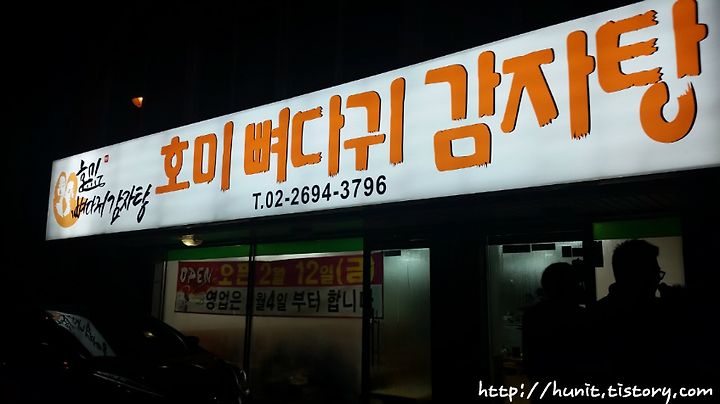 호미
뼈다귀 감자탕
호미 뼈다귀 감자탕
T.02-2694-3796
OPEN 오픈 2월 12일(금)
영업은 월4일 부터 합니다
http://hunit.tistory.com